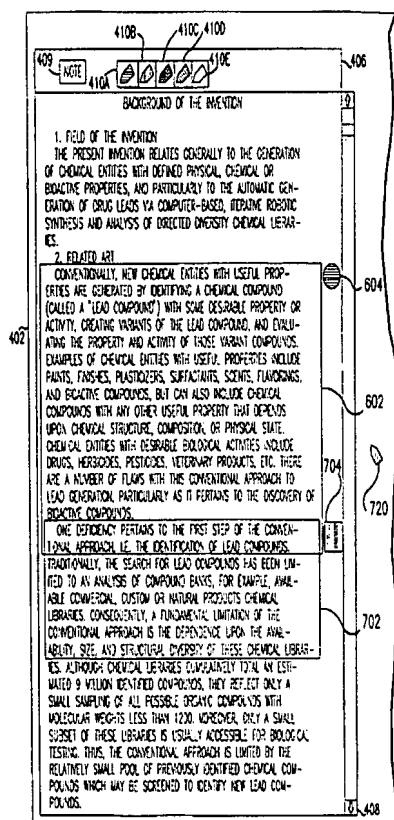 410B 410C 410D
409 NOTE 410A 410E 406
BACKGROUND OF THE INVENTION
1. FIELD OF THE INVENTION
THE PRESENT INVENTION RELATES GENERALLY TO THE GENERATION
OF CHEMICAL ENTITIES WITH DEFINED PHYSICAL, CHEMICAL OR
BIOACTIVE PROPERTIES, AND PARTICULARLY TO THE AUTOMATIC GEN-
ERATION OF DRUG LEADS VIA COMPUTER-BASED, ITERATIVE ROBOTIC
SYNTHESIS AND ANALYSIS OF DIRECTED DIVERSITY CHEMICAL LIBRAR-
IES.
2. RELATED ART
CONVENTIONALLY, NEW CHEMICAL ENTITIES WITH USEFUL PROP-
ERTIES ARE GENERATED BY IDENTIFYING A CHEMICAL COMPOUND
(CALLED A "LEAD COMPOUND") WITH SOME DESIRABLE PROPERTY OR
ACTIVITY, CREATING VARIANTS OF THE LEAD COMPOUND, AND EVALU-
ATING THE PROPERTY AND ACTIVITY OF THOSE VARIANT COMPOUNDS.
EXAMPLES OF CHEMICAL ENTITIES WITH USEFUL PROPERTIES INCLUDE
PAINTS, FINISHES, PLASTICIZERS, SURFACTANTS, SCENTS, FLAVORINGS,
AND BIOACTIVE COMPOUNDS, BUT CAN ALSO INCLUDE CHEMICAL
COMPOUNDS WITH ANY OTHER USEFUL PROPERTY THAT DEPENDS
UPON CHEMICAL STRUCTURE, COMPOSITION, OR PHYSICAL STATE.
CHEMICAL ENTITIES WITH DESIRABLE BIOLOGICAL ACTIVITIES INCLUDE
DRUGS, HERBICIDES, PESTICIDES, VETERINARY PRODUCTS, ETC. THERE
ARE A NUMBER OF FLAWS WITH THIS CONVENTIONAL APPROACH TO
LEAD GENERATION, PARTICULARLY AS IT PERTAINS TO THE DISCOVERY OF
BIOACTIVE COMPOUNDS.
ONE DEFICIENCY PERTAINS TO THE FIRST STEP OF THE CONVEN-
TIONAL APPROACH, I.E. THE IDENTIFICATION OF LEAD COMPOUNDS.
TRADITIONALLY, THE SEARCH FOR LEAD COMPOUNDS HAS BEEN LIM-
ITED TO AN ANALYSIS OF COMPOUND BANKS, FOR EXAMPLE, AVAIL-
ABLE COMMERCIAL, CUSTOM OR NATURAL PRODUCTS CHEMICAL
LIBRARIES. CONSEQUENTLY, A FUNDAMENTAL LIMITATION OF THE
CONVENTIONAL APPROACH IS THE DEPENDENCE UPON THE AVAIL-
ABILITY, SIZE, AND STRUCTURAL DIVERSITY OF THESE CHEMICAL LIBRAR-
IES. ALTHOUGH CHEMICAL LIBRARIES CUMULATIVELY TOTAL AN ESTI-
MATED 9 MILLION IDENTIFIED COMPOUNDS, THEY REFLECT ONLY A
SMALL SAMPLING OF ALL POSSIBLE ORGANIC COMPOUNDS WITH
MOLECULAR WEIGHTS LESS THAN 1200. MOREOVER, ONLY A SMALL
SUBSET OF THESE LIBRARIES IS USUALLY ACCESSIBLE FOR BIOLOGICAL
TESTING. THUS, THE CONVENTIONAL APPROACH IS LIMITED BY THE
RELATIVELY SMALL POOL OF PREVIOUSLY IDENTIFIED CHEMICAL COM-
POUNDS WHICH MAY BE SCREENED TO IDENTIFY NEW LEAD COM-
POUNDS.
402
604
602
704
720
702
408